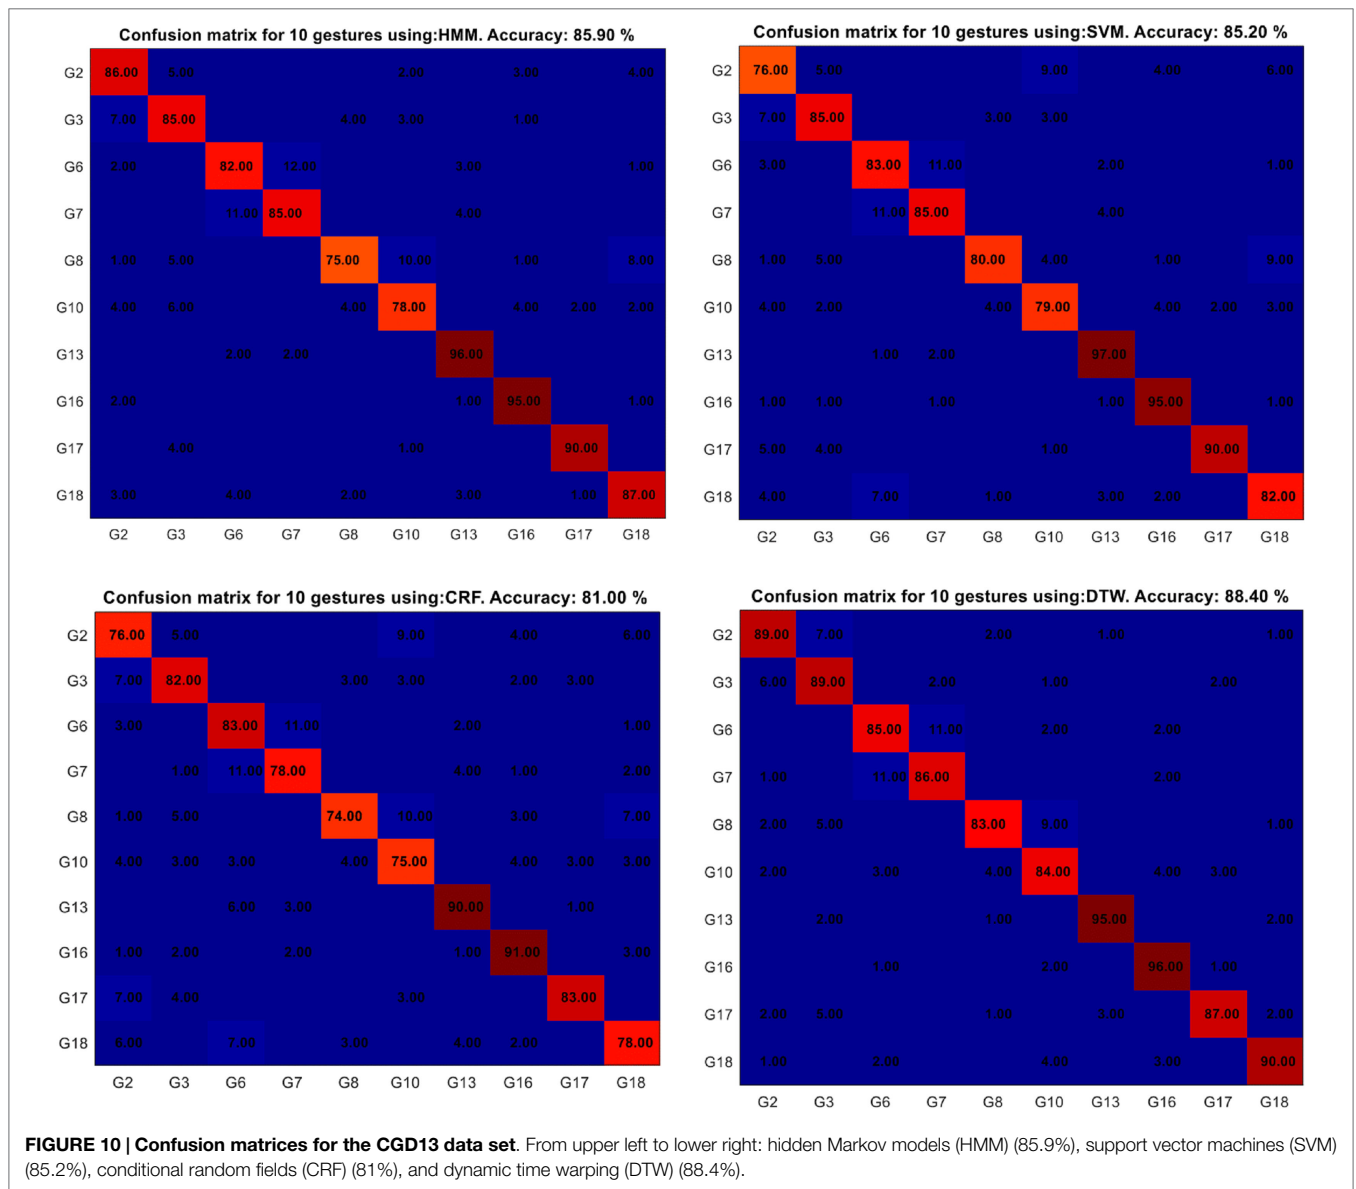 Confusion matrix for 10 gestures using:HMM. Accuracy: 85.90 %
G2 86.00 5.00 2.00 3.00 4.00
G3 7.00 85.00 4.00 3.00 1.00
G6 2.00 82.00 12.00 3.00 1.00
G7 11.00 85.00 4.00
G8 1.00 5.00 75.00 10.00 1.00 8.00
G10 4.00 6.00 4.00 78.00 4.00 2.00 2.00
G13 2.00 2.00 96.00
G16 2.00 1.00 95.00 1.00
G17 4.00 1.00 90.00
G18 3.00 4.00 2.00 3.00 1.00 87.00
G2 G3 G6 G7 G8 G10 G13 G16 G17 G18
Confusion matrix for 10 gestures using:SVM. Accuracy: 85.20 %
G2 76.00 5.00 9.00 4.00 6.00
G3 7.00 85.00 3.00 3.00
G6 3.00 83.00 11.00 2.00 1.00
G7 11.00 85.00 4.00
G8 1.00 5.00 80.00 4.00 1.00 9.00
G10 4.00 2.00 4.00 79.00 4.00 2.00 3.00
G13 1.00 2.00 97.00
G16 1.00 1.00 1.00 1.00 95.00 1.00
G17 5.00 4.00 1.00 90.00
G18 4.00 7.00 1.00 3.00 2.00 82.00
G2 G3 G6 G7 G8 G10 G13 G16 G17 G18
Confusion matrix for 10 gestures using:CRF. Accuracy: 81.00 %
G2 76.00 5.00 9.00 4.00 6.00
G3 7.00 82.00 3.00 3.00 2.00 3.00
G6 3.00 83.00 11.00 2.00 1.00
G7 1.00 11.00 78.00 4.00 1.00 2.00
G8 1.00 5.00 74.00 10.00 3.00 7.00
G10 4.00 3.00 3.00 4.00 75.00 4.00 3.00 3.00
G13 6.00 3.00 90.00 1.00
G16 1.00 2.00 2.00 1.00 91.00 3.00
G17 7.00 4.00 3.00 83.00
G18 6.00 7.00 3.00 4.00 2.00 78.00
G2 G3 G6 G7 G8 G10 G13 G16 G17 G18
Confusion matrix for 10 gestures using:DTW. Accuracy: 88.40 %
G2 89.00 7.00 2.00 1.00 1.00
G3 6.00 89.00 2.00 1.00 2.00
G6 85.00 11.00 2.00 2.00
G7 1.00 11.00 86.00 2.00
G8 2.00 5.00 83.00 9.00 1.00
G10 2.00 3.00 4.00 84.00 4.00 3.00
G13 2.00 1.00 95.00 2.00
G16 1.00 2.00 96.00 1.00
G17 2.00 5.00 1.00 3.00 87.00 2.00
G18 1.00 2.00 4.00 3.00 90.00
G2 G3 G6 G7 G8 G10 G13 G16 G17 G18
FIGURE 10 | Confusion matrices for the CGD13 data set. From upper left to lower right: hidden Markov models (HMM) (85.9%), support vector machines (SVM)
(85.2%), conditional random fields (CRF) (81%), and dynamic time warping (DTW) (88.4%).